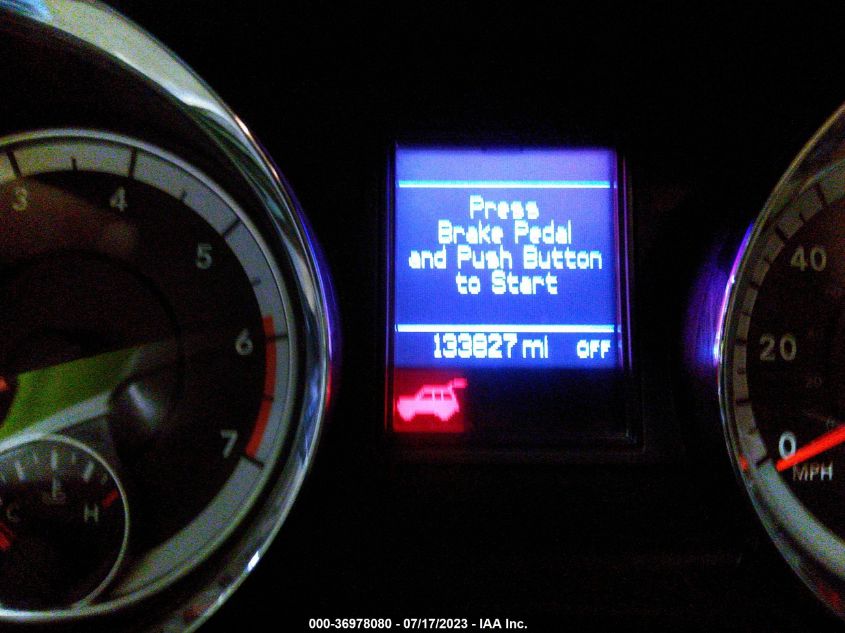 3
4
5
6
7
C
H
Press
Brake Pedal
and Push Button
to Start
133827 mi OFF
40
20
0
MPH
000-36978080 - 07/17/2023 - IAA Inc.